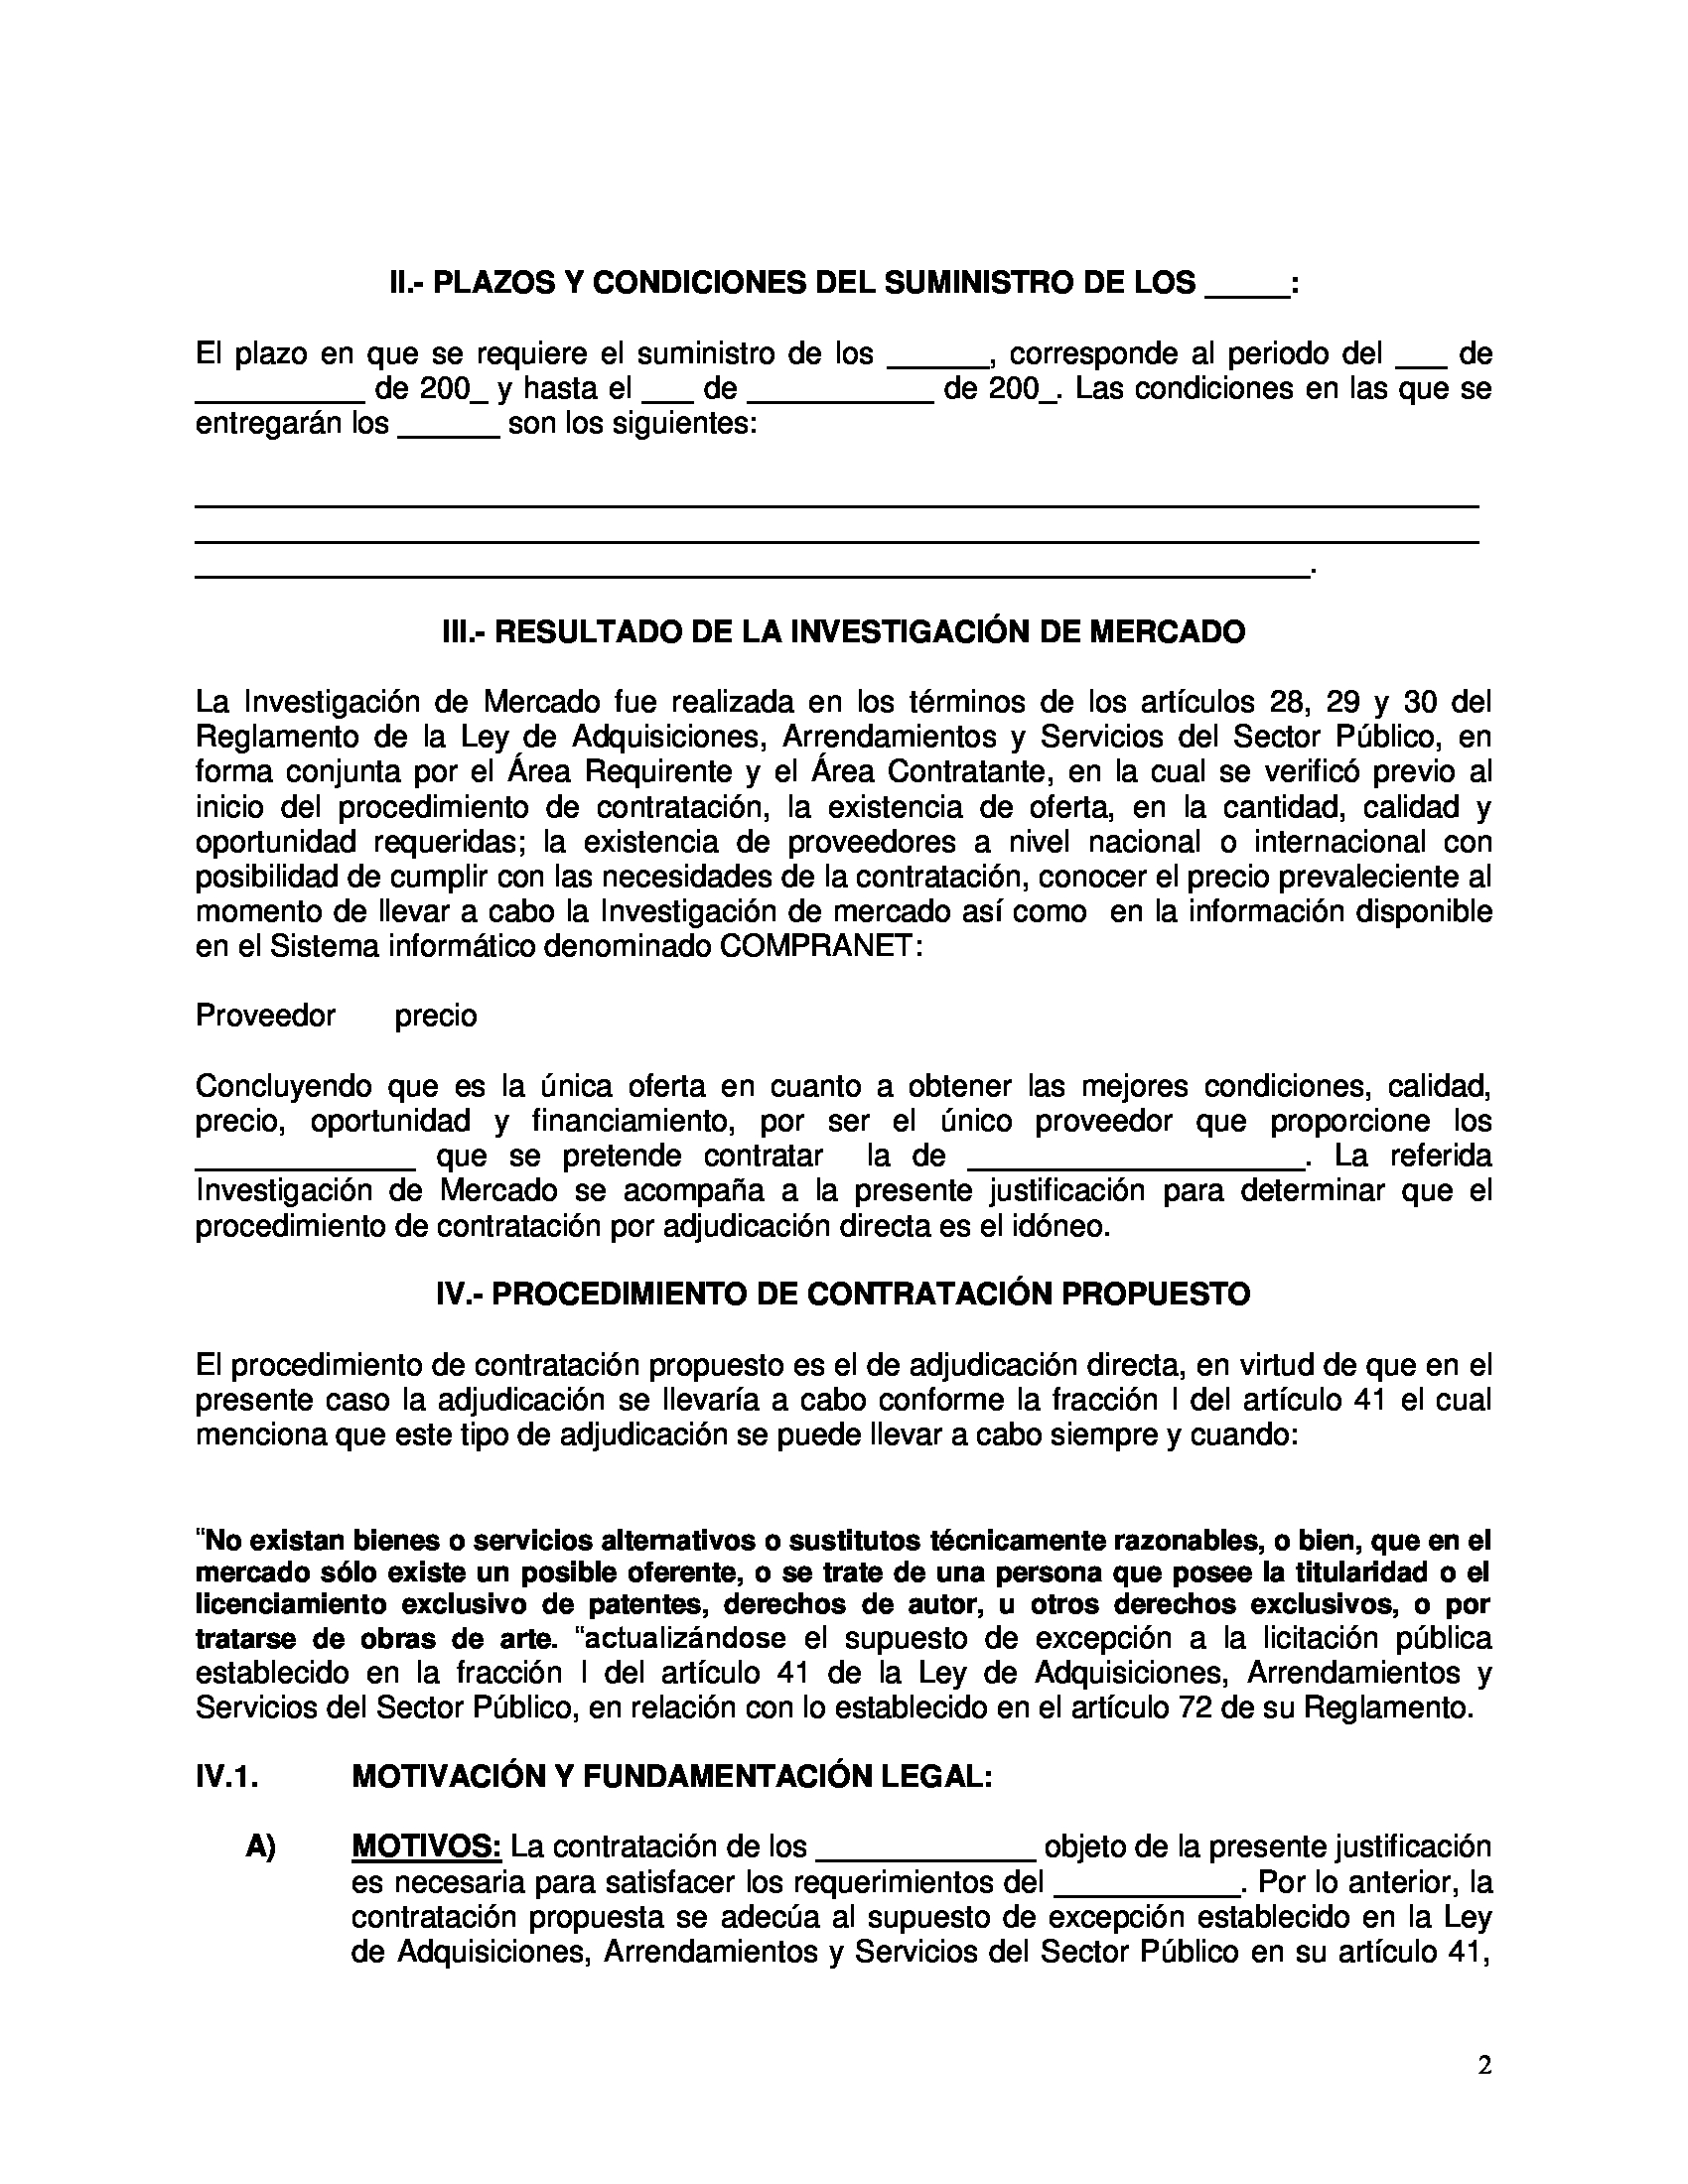 II.- PLAZOS Y CONDICIONES DEL SUMINISTRO DE LOS _____:
El plazo en que se requiere el suministro de los ______, corresponde al periodo del ___ de
__________ de 200_ y hasta el ___ de ___________ de 200_. Las condiciones en las que se
entregarán los ______ son los siguientes:
____________________________________________________________________________
____________________________________________________________________________
__________________________________________________________________.
III.- RESULTADO DE LA INVESTIGACIÓN DE MERCADO
La Investigación de Mercado fue realizada en los términos de los artículos 28, 29 y 30 del
Reglamento de la Ley de Adquisiciones, Arrendamientos y Servicios del Sector Público, en
forma conjunta por el Área Requirente y el Área Contratante, en la cual se verificó previo al
inicio del procedimiento de contratación, la existencia de oferta, en la cantidad, calidad y
oportunidad requeridas; la existencia de proveedores a nivel nacional o internacional con
posibilidad de cumplir con las necesidades de la contratación, conocer el precio prevaleciente al
momento de llevar a cabo la Investigación de mercado así como  en la información disponible
en el Sistema informático denominado COMPRANET:
Proveedor precio
Concluyendo que es la única oferta en cuanto a obtener las mejores condiciones, calidad,
precio, oportunidad y financiamiento, por ser el único proveedor que proporcione los
_____________ que se pretende contratar  la de ____________________. La referida
Investigación de Mercado se acompaña a la presente justificación para determinar que el
procedimiento de contratación por adjudicación directa es el idóneo.
IV.- PROCEDIMIENTO DE CONTRATACIÓN PROPUESTO
El procedimiento de contratación propuesto es el de adjudicación directa, en virtud de que en el
presente caso la adjudicación se llevaría a cabo conforme la fracción I del artículo 41 el cual
menciona que este tipo de adjudicación se puede llevar a cabo siempre y cuando:
“No existan bienes o servicios alternativos o sustitutos técnicamente razonables, o bien, que en el
mercado sólo existe un posible oferente, o se trate de una persona que posee la titularidad o el
licenciamiento exclusivo de patentes, derechos de autor, u otros derechos exclusivos, o por
tratarse de obras de arte. “actualizándose el supuesto de excepción a la licitación pública
establecido en la fracción I del artículo 41 de la Ley de Adquisiciones, Arrendamientos y
Servicios del Sector Público, en relación con lo establecido en el artículo 72 de su Reglamento.
IV.1. MOTIVACIÓN Y FUNDAMENTACIÓN LEGAL:
A) MOTIVOS: La contratación de los _____________ objeto de la presente justificación
es necesaria para satisfacer los requerimientos del ___________. Por lo anterior, la
contratación propuesta se adecúa al supuesto de excepción establecido en la Ley
de Adquisiciones, Arrendamientos y Servicios del Sector Público en su artículo 41,
2